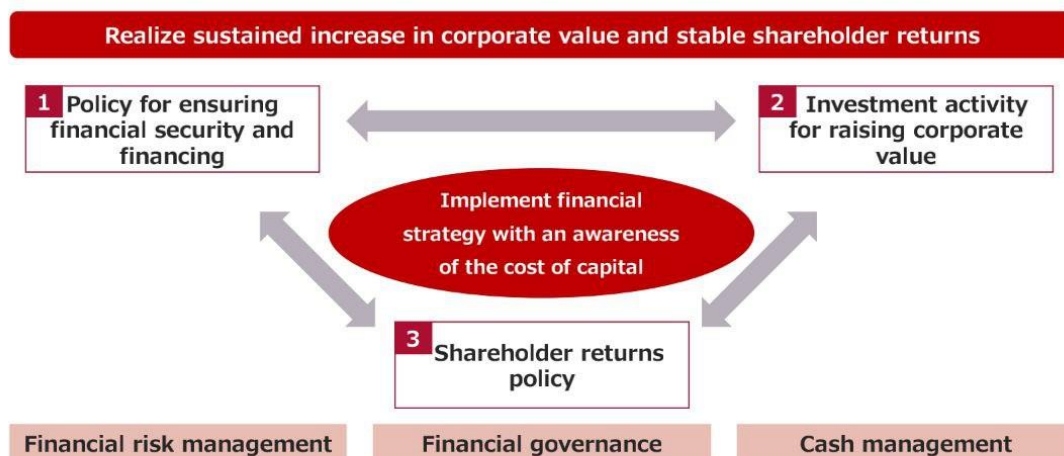 Realize sustained increase in corporate value and stable shareholder returns
1 Policy for ensuring
financial security and
financing
2 Investment activity
for raising corporate
value
Implement financial
strategy with an awareness
of the cost of capital
3 Shareholder returns
policy
Financial risk management
Financial governance
Cash management